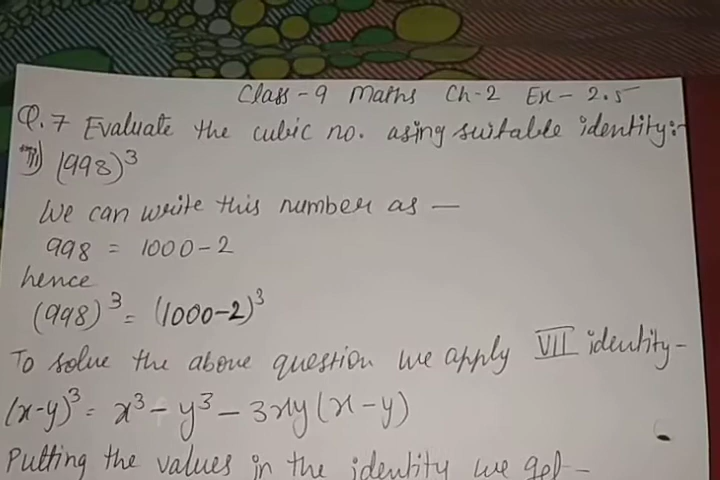 Class-9 Maths Ch-2 Ex-2.5
Q.7 Evaluate the cubic no. using suitable identity:-
iii) (998)³
We can write this number as —
998 = 1000-2
hence
(998)³ = (1000-2)³
To solve the above question we apply VII identity-
(x-y)³ = x³-y³-3xy(x-y)
Putting the values in the identity we get-